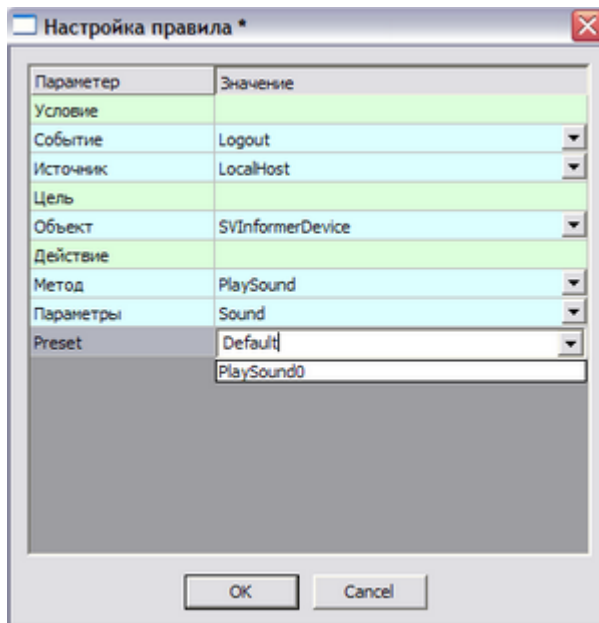 Настройка правила *
Параметер Значение
Условие
Событие Logout
Источник LocalHost
Цель
Объект SVInformerDevice
Действие
Метод PlaySound
Параметры Sound
Preset Default
PlaySound0
OK Cancel